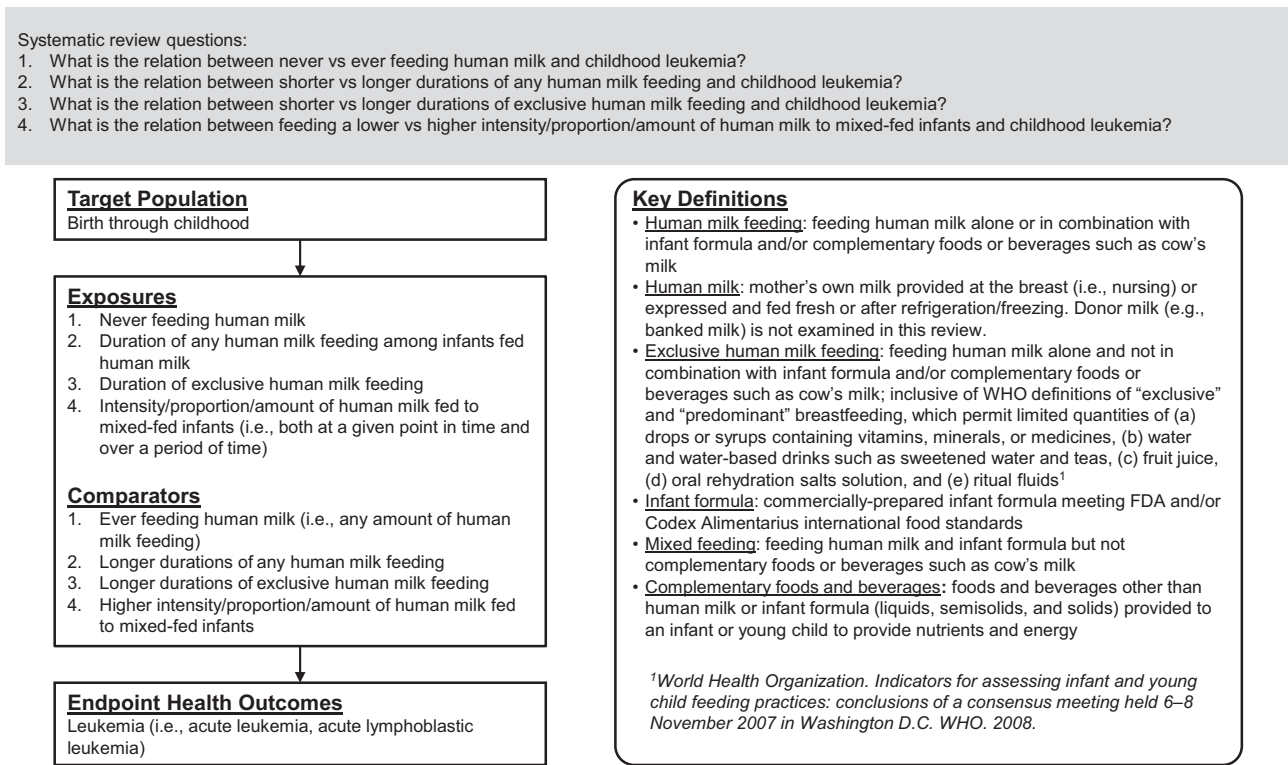 Systematic review questions:
1. What is the relation between never vs ever feeding human milk and childhood leukemia?
2. What is the relation between shorter vs longer durations of any human milk feeding and childhood leukemia?
3. What is the relation between shorter vs longer durations of exclusive human milk feeding and childhood leukemia?
4. What is the relation between feeding a lower vs higher intensity/proportion/amount of human milk to mixed-fed infants and childhood leukemia?
Target Population
Birth through childhood
Exposures
1. Never feeding human milk
2. Duration of any human milk feeding among infants fed
human milk
3. Duration of exclusive human milk feeding
4. Intensity/proportion/amount of human milk fed to
mixed-fed infants (i.e., both at a given point in time and
over a period of time)
Comparators
1. Ever feeding human milk (i.e., any amount of human
milk feeding)
2. Longer durations of any human milk feeding
3. Longer durations of exclusive human milk feeding
4. Higher intensity/proportion/amount of human milk fed
to mixed-fed infants
Endpoint Health Outcomes
Leukemia (i.e., acute leukemia, acute lymphoblastic
leukemia)
Key Definitions
• Human milk feeding: feeding human milk alone or in combination with
infant formula and/or complementary foods or beverages such as cow's
milk
• Human milk: mother's own milk provided at the breast (i.e., nursing) or
expressed and fed fresh or after refrigeration/freezing. Donor milk (e.g.,
banked milk) is not examined in this review.
• Exclusive human milk feeding: feeding human milk alone and not in
combination with infant formula and/or complementary foods or
beverages such as cow's milk; inclusive of WHO definitions of “exclusive”
and “predominant” breastfeeding, which permit limited quantities of (a)
drops or syrups containing vitamins, minerals, or medicines, (b) water
and water-based drinks such as sweetened water and teas, (c) fruit juice,
(d) oral rehydration salts solution, and (e) ritual fluids¹
• Infant formula: commercially-prepared infant formula meeting FDA and/or
Codex Alimentarius international food standards
• Mixed feeding: feeding human milk and infant formula but not
complementary foods or beverages such as cow's milk
• Complementary foods and beverages: foods and beverages other than
human milk or infant formula (liquids, semisolids, and solids) provided to
an infant or young child to provide nutrients and energy
¹World Health Organization. Indicators for assessing infant and young
child feeding practices: conclusions of a consensus meeting held 6–8
November 2007 in Washington D.C. WHO. 2008.